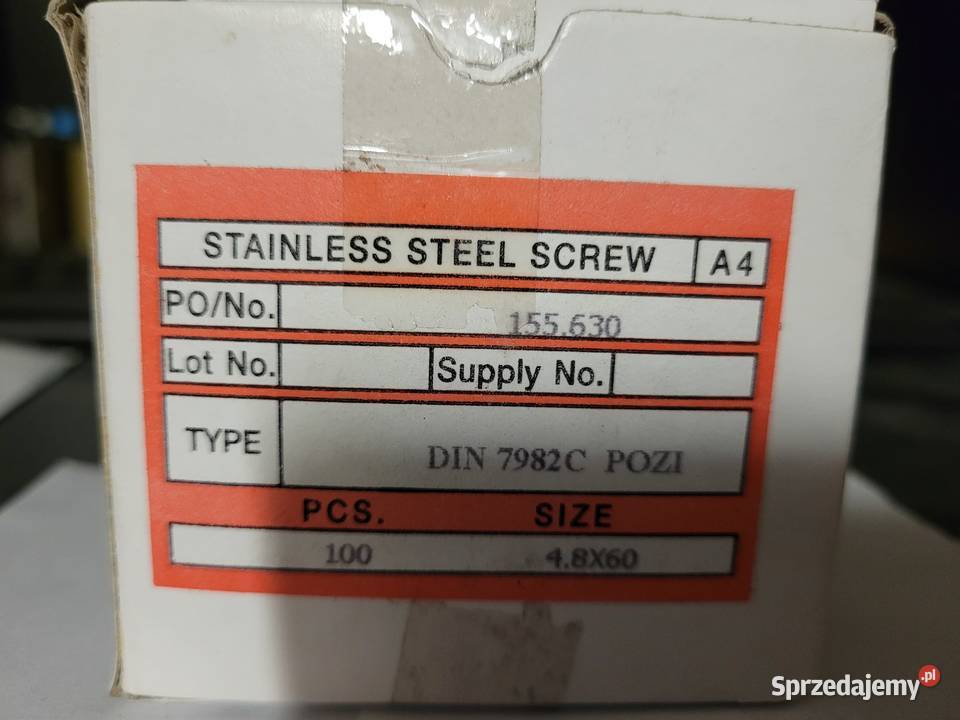 STAINLESS STEEL SCREW A4
PO/No. 155.630
Lot No. Supply No.
TYPE DIN 7982C POZI
PCS. SIZE
100 4.8X60
Sprzedajemy.pl